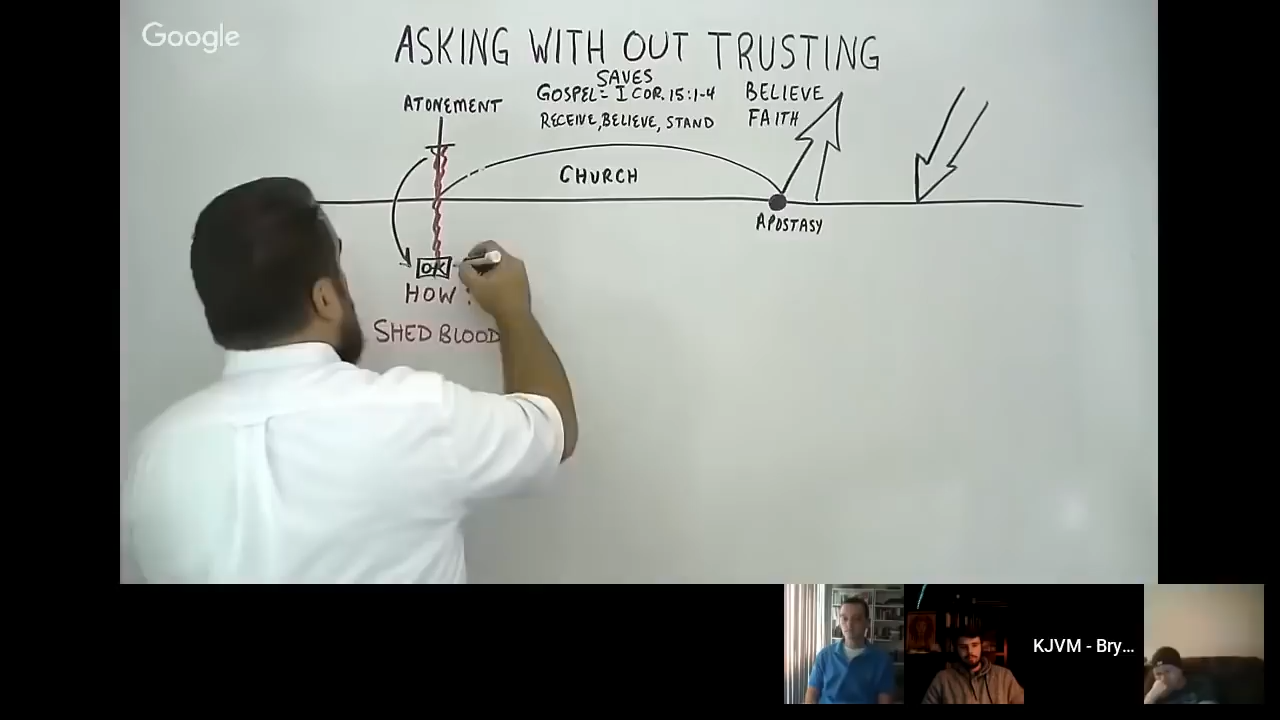 Google
ASKING WITH OUT TRUSTING
SAVES
GOSPEL= I COR. 15:1-4
RECEIVE, BELIEVE, STAND
BELIEVE
FAITH
ATONEMENT
CHURCH
APOSTASY
OK
HOW:
SHED BLOOD
KJVM - Bry...